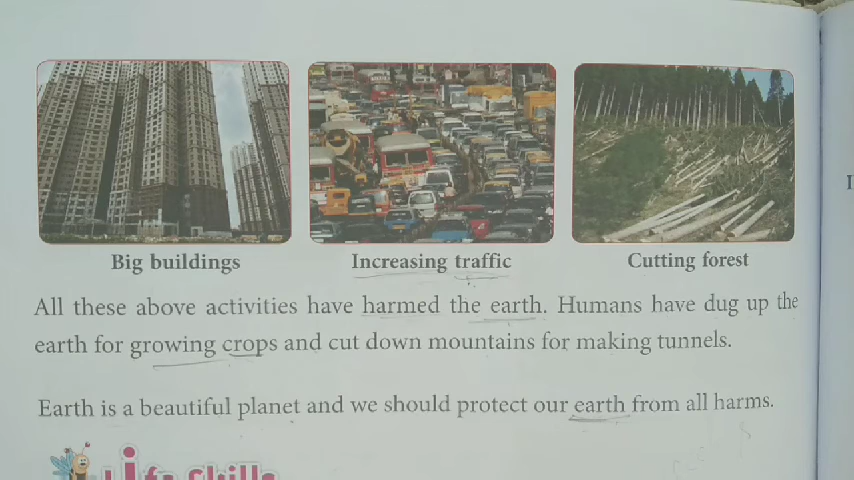 Big buildings
Increasing traffic
Cutting forest
All these above activities have harmed the earth. Humans have dug up the
earth for growing crops and cut down mountains for making tunnels.
Earth is a beautiful planet and we should protect our earth from all harms.
Life Skills